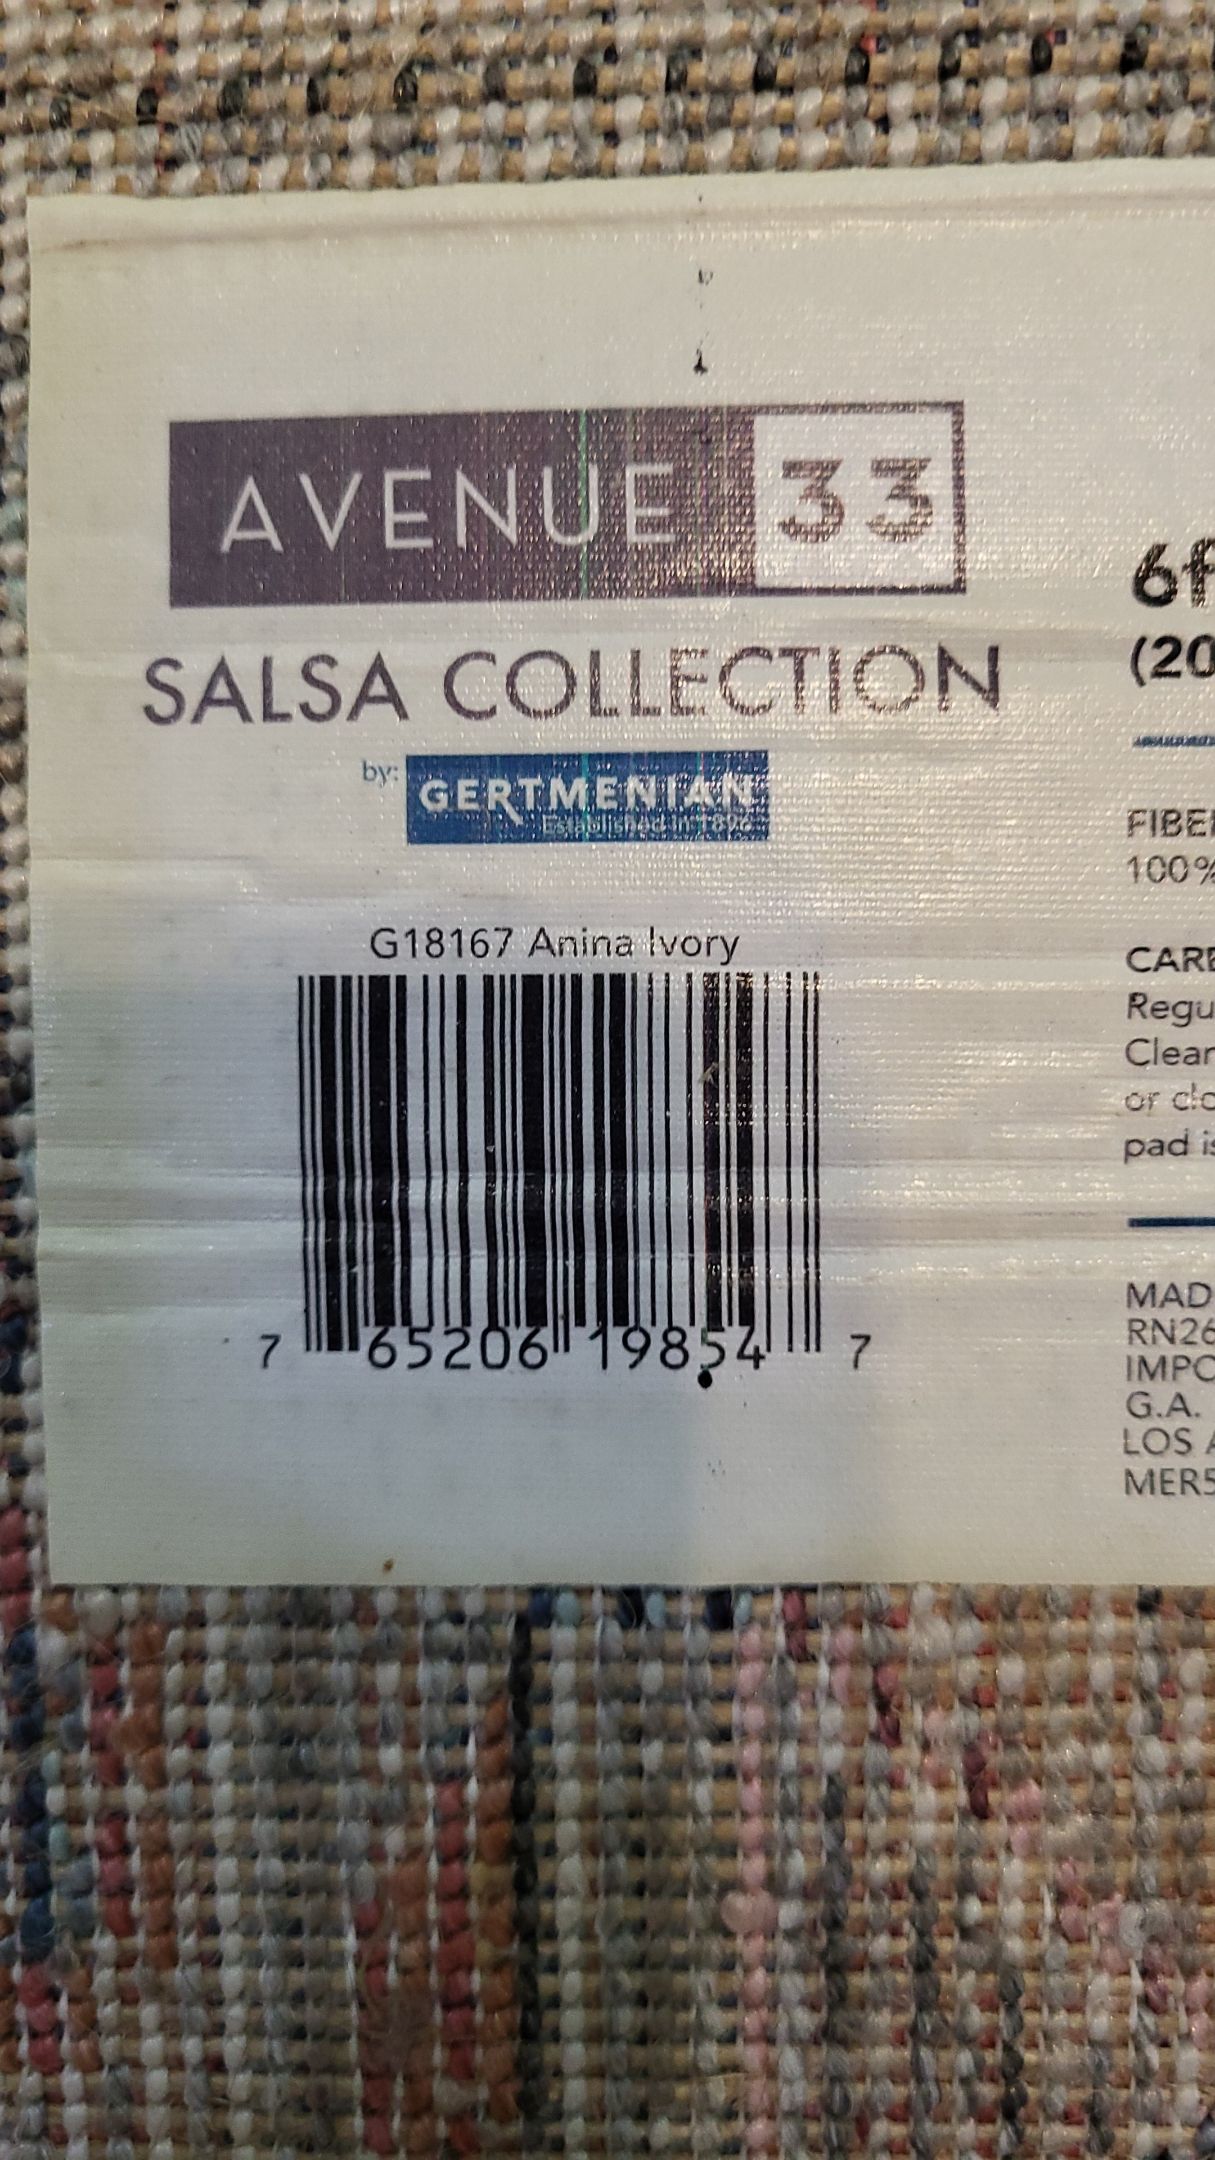 AVENUE 33
SALSA COLLECTION
by: GERTMENIAN
Established in 1896
G18167 Anina Ivory
7 65206 19854 7
6f
(20
FIBE
100%
CARE
Regu
Clean
or clo
pad is
MAD
RN26
IMPO
G.A.
LOS A
MER5